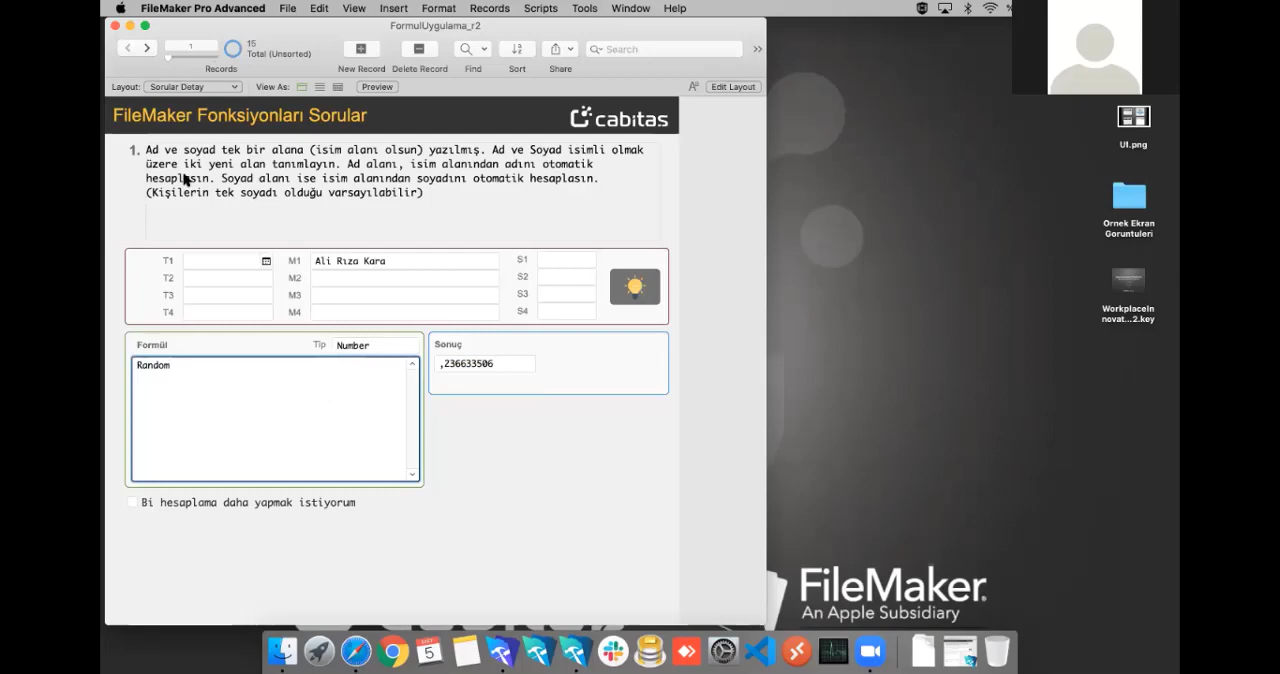 FileMaker Pro Advanced File Edit View Insert Format Records Scripts Tools Window Help
FormulUygulama_r2
1
15
Total (Unsorted)
Search
Records New Record Delete Record Find Sort Share
Layout: Sorular Detay View As: Preview Edit Layout
FileMaker Fonksiyonları Sorular
cabitas
1. Ad ve soyad tek bir alana (isim alanı olsun) yazılmış. Ad ve Soyad isimli olmak
üzere iki yeni alan tanımlayın. Ad alanı, isim alanından adını otomatik
hesaplasın. Soyad alanı ise isim alanından soyadını otomatik hesaplasın.
(Kişilerin tek soyadı olduğu varsayılabilir)
T1 M1 Ali Rıza Kara S1
T2 M2 S2
T3 M3 S3
T4 M4 S4
Formül Tip Number
Random
Sonuç
,236633506
Bi hesaplama daha yapmak istiyorum
UI.png
Ornek Ekran
Goruntuleri
WorkplaceIn
novat...2.key
FileMaker.
An Apple Subsidiary
5